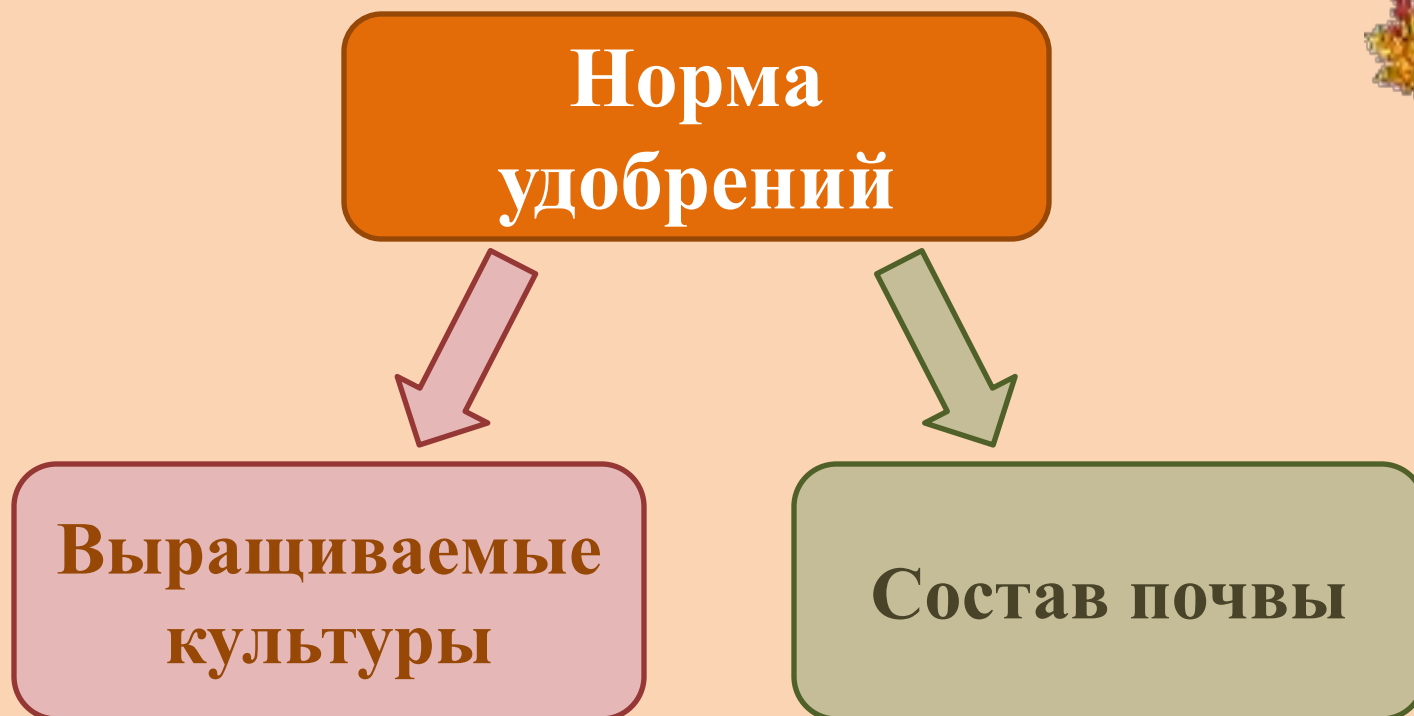 Норма
удобрений
Выращиваемые
культуры
Состав почвы